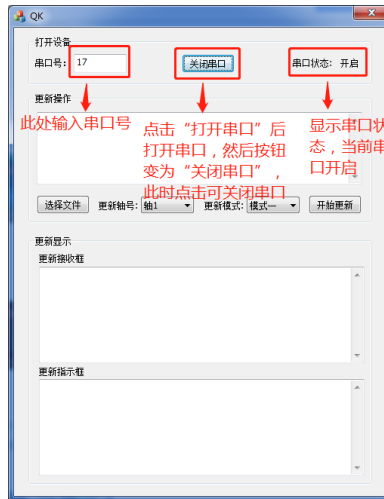 QK
打开设备
串口号: 17
关闭串口
串口状态: 开启
更新操作
此处输入串口号
点击“打开串口”后
打开串口，然后按钮
变为“关闭串口”，
此时点击可关闭串口
显示串口状
态，当前串
口开启
选择文件 更新轴号: 轴1 更新模式: 模式一 开始更新
更新显示
更新接收框
更新指示框